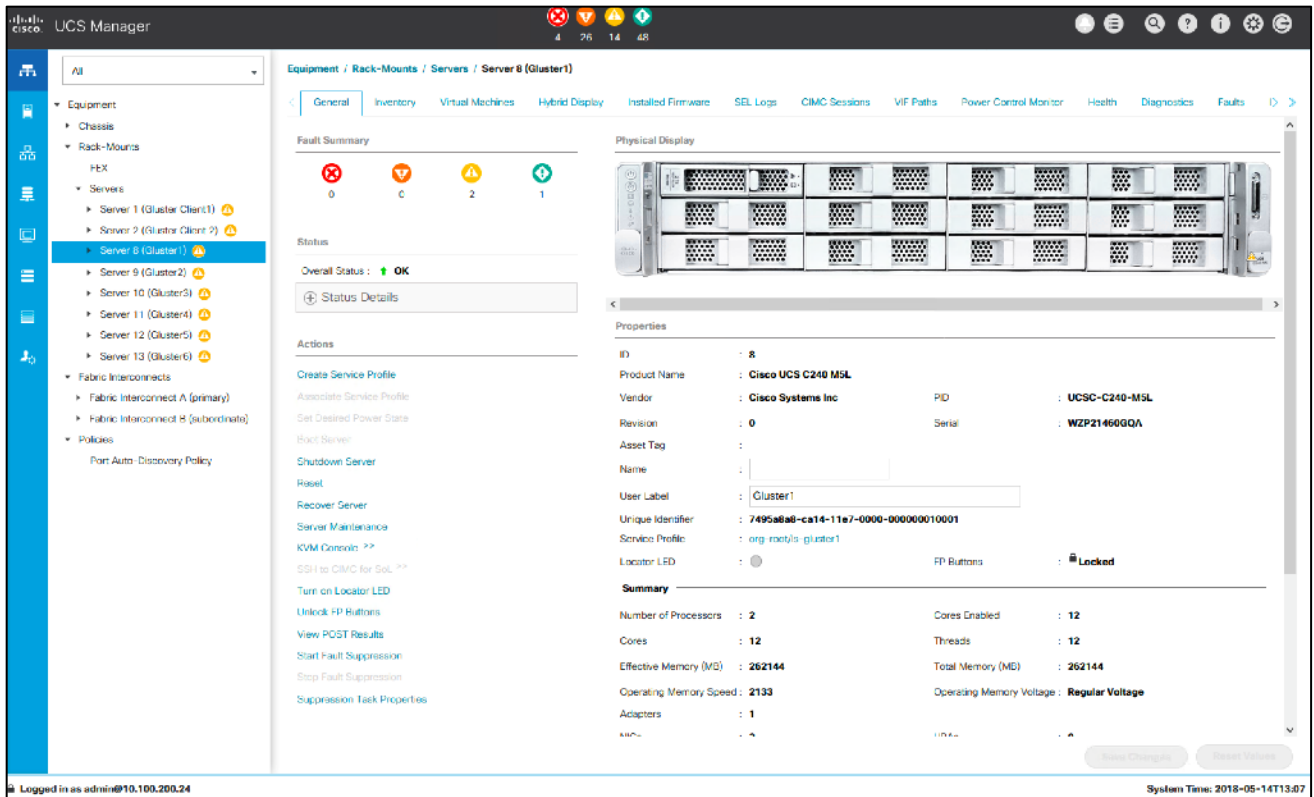 cisco. UCS Manager
4 26 14 48
All
Equipment
Chassis
Rack-Mounts
FEX
Servers
Server 1 (Gluster Client1)
Server 2 (Gluster Client 2)
Server 8 (Gluster1)
Server 9 (Gluster2)
Server 10 (Gluster3)
Server 11 (Gluster4)
Server 12 (Gluster5)
Server 13 (Gluster6)
Fabric Interconnects
Fabric Interconnect A (primary)
Fabric Interconnect B (subordinate)
Policies
Port Auto-Discovery Policy
Equipment / Rack-Mounts / Servers / Server 8 (Gluster1)
General Inventory Virtual Machines Hybrid Display Installed Firmware SEL Logs CIMC Sessions VIF Paths Power Control Monitor Health Diagnostics Faults
Fault Summary
0 0 2 1
Status
Overall Status : OK
Status Details
Actions
Create Service Profile
Associate Service Profile
Set Desired Power State
Boot Server
Shutdown Server
Reset
Recover Server
Server Maintenance
KVM Console >>
SSH to CIMC for SoL >>
Turn on Locator LED
Unlock FP Buttons
View POST Results
Start Fault Suppression
Stop Fault Suppression
Suppression Task Properties
Physical Display
Properties
ID : 8
Product Name : Cisco UCS C240 M5L
Vendor : Cisco Systems Inc PID : UCSC-C240-M5L
Revision : 0 Serial : WZP21460GQA
Asset Tag :
Name :
User Label : Gluster1
Unique Identifier : 7495a8a8-ca14-11e7-0000-000000010001
Service Profile : org-root/ls-gluster1
Locator LED : FP Buttons : Locked
Summary
Number of Processors : 2 Cores Enabled : 12
Cores : 12 Threads : 12
Effective Memory (MB) : 262144 Total Memory (MB) : 262144
Operating Memory Speed : 2133 Operating Memory Voltage : Regular Voltage
Adapters : 1
Save Changes Reset Values
Logged in as admin@10.100.200.24 System Time: 2018-05-14T13:07